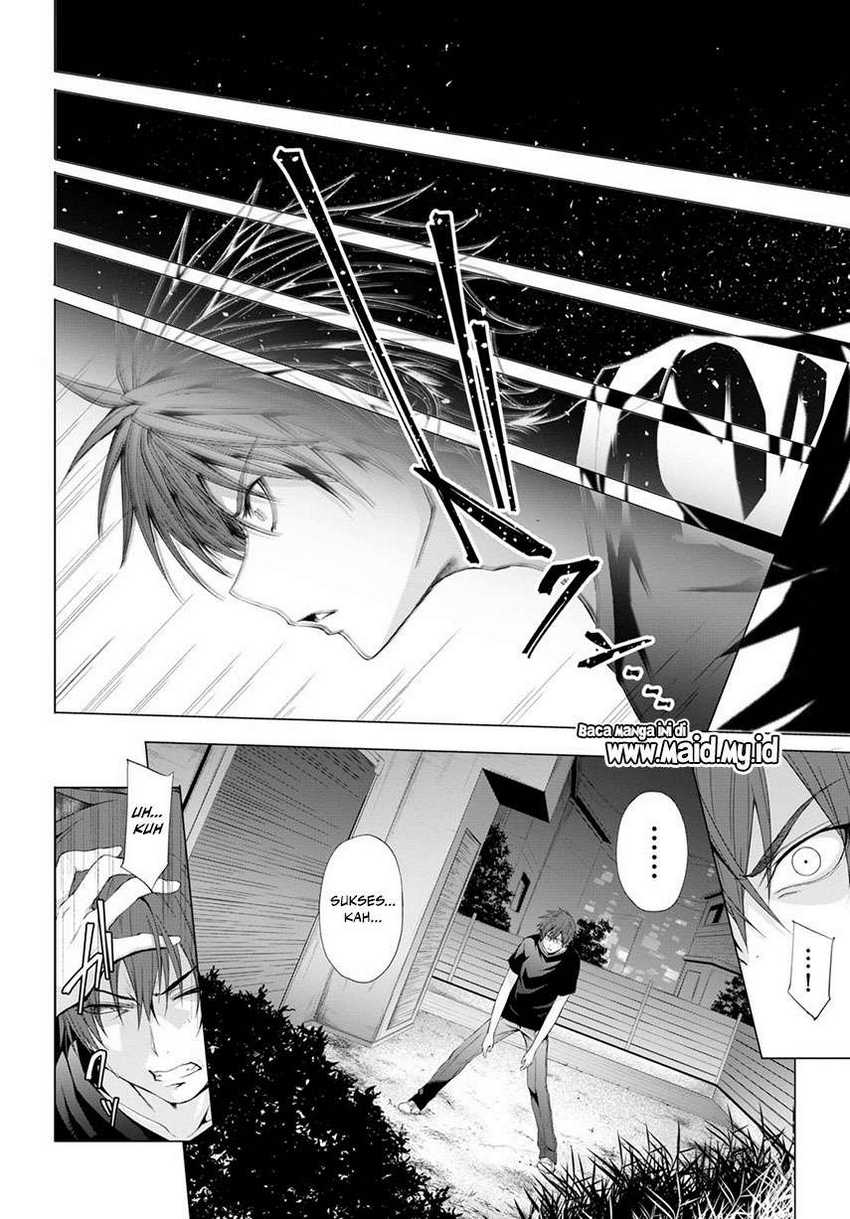 Baca Manga ini di
www.Maid.My.id
......
...!
SUKSES...
KAH...
UH...
KUH